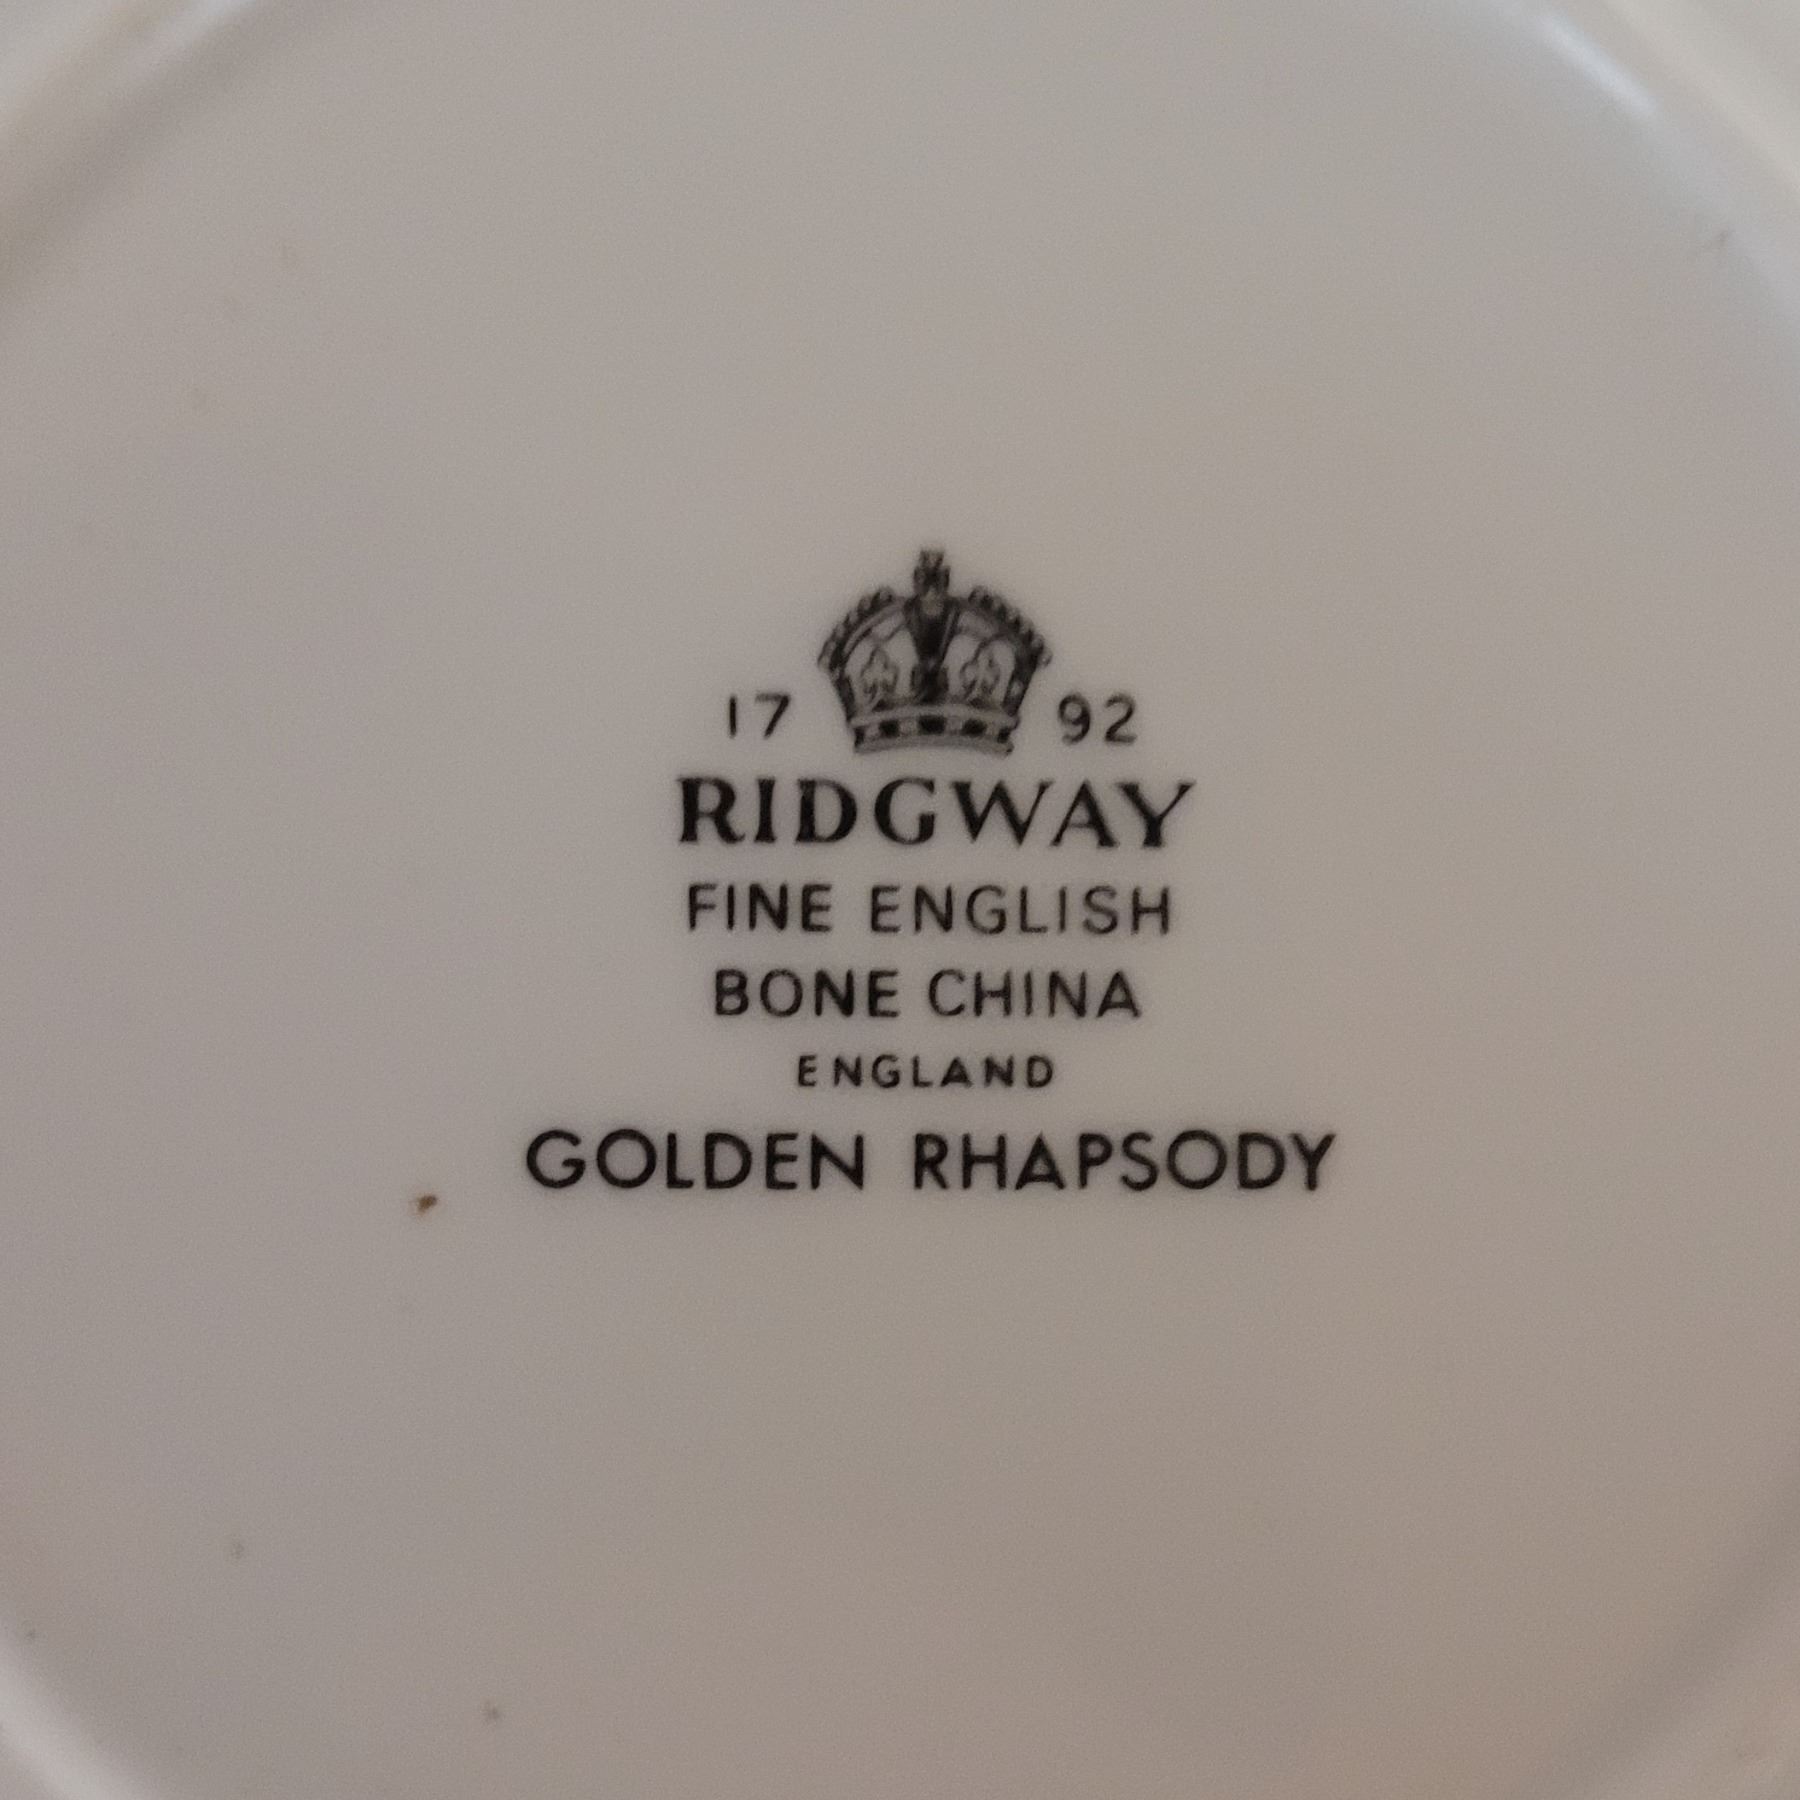 17 92
RIDGWAY
FINE ENGLISH
BONE CHINA
ENGLAND
GOLDEN RHAPSODY